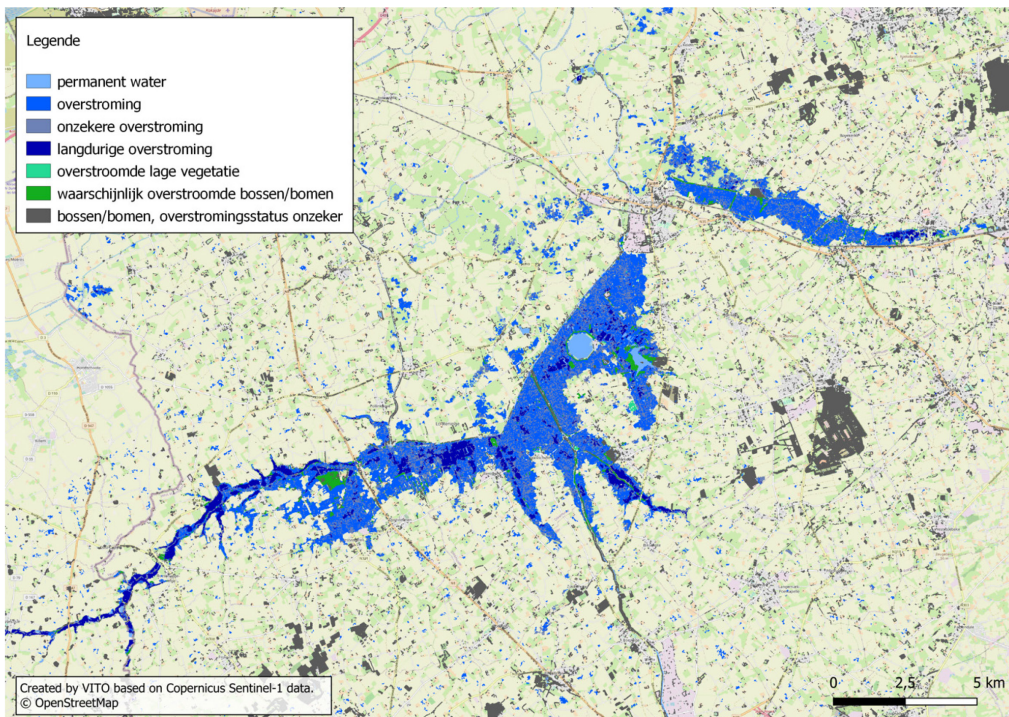 Legende
permanent water
overstroming
onzekere overstroming
langdurige overstroming
overstroomde lage vegetatie
waarschijnlijk overstroomde bossen/bomen
bossen/bomen, overstromingsstatus onzeker
Created by VITO based on Copernicus Sentinel-1 data.
© OpenStreetMap
0 2,5 5 km